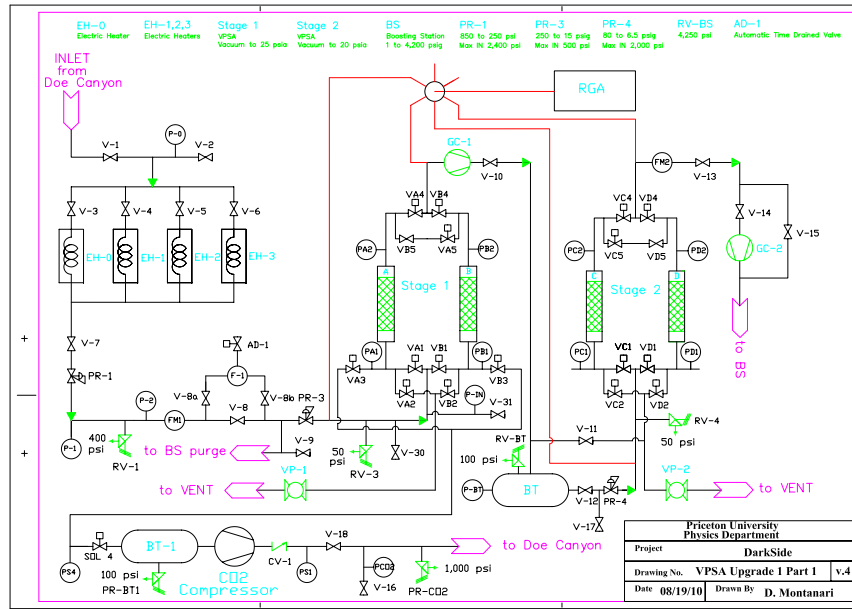 EH-0 EH-1,2,3 Stage 1 Stage 2 BS PR-1 PR-3 PR-4 RV-BS AD-1
Electric Heater Electric Heaters VPSA VPSA Boosting Station 850 to 250 psi 250 to 15 psig 80 to 6.5 psig 4,250 psi Automatic Time Drained Valve
Vacuum to 25 psia Vacuum to 20 psia 1 to 4,200 psig Max IN 2,400 psi Max IN 500 psi Max IN 2,000 psi
INLET
from
Doe Canyon
RGA
P-0
V-1 V-2
GC-1
V-10
FM2
V-13
V-3 V-4 V-5 V-6
VA4 VB4
VC4 VD4
V-14
V-15
PA2 VB5 VA5 PB2
PC2 VC5 VD5 PD2
GC-2
EH-0 EH-1 EH-2 EH-3
A B
C D
Stage 1
Stage 2
to BS
V-7
AD-1
PR-1
F-1
PA1 VA1 VB1 PB1
PC1 VC1 VD1 PD1
VA3 VB3
VA2 VB2
VC2 VD2
P-IN
V-31
P-2
V-8a V-8b PR-3
FM1 V-8
P-1
400
psi
RV-1
to BS purge
V-9
50
psi
RV-3
V-30
RV-BT
100 psi
V-11
RV-4
50 psi
to VENT
VP-1
P-BT
BT
V-12
PR-4
V-17
VP-2
to VENT
SOL 4
BT-1
V-18
CV-1
to Doe Canyon
PS4
100 psi
PR-BT1
CO2
Compressor
PS1
PCO2
V-16
1,000 psi
PR-CO2
Priceton University
Physics Department
Project DarkSide
Drawing No. VPSA Upgrade 1 Part 1 v.4
Date 08/19/10 Drawn By D. Montanari